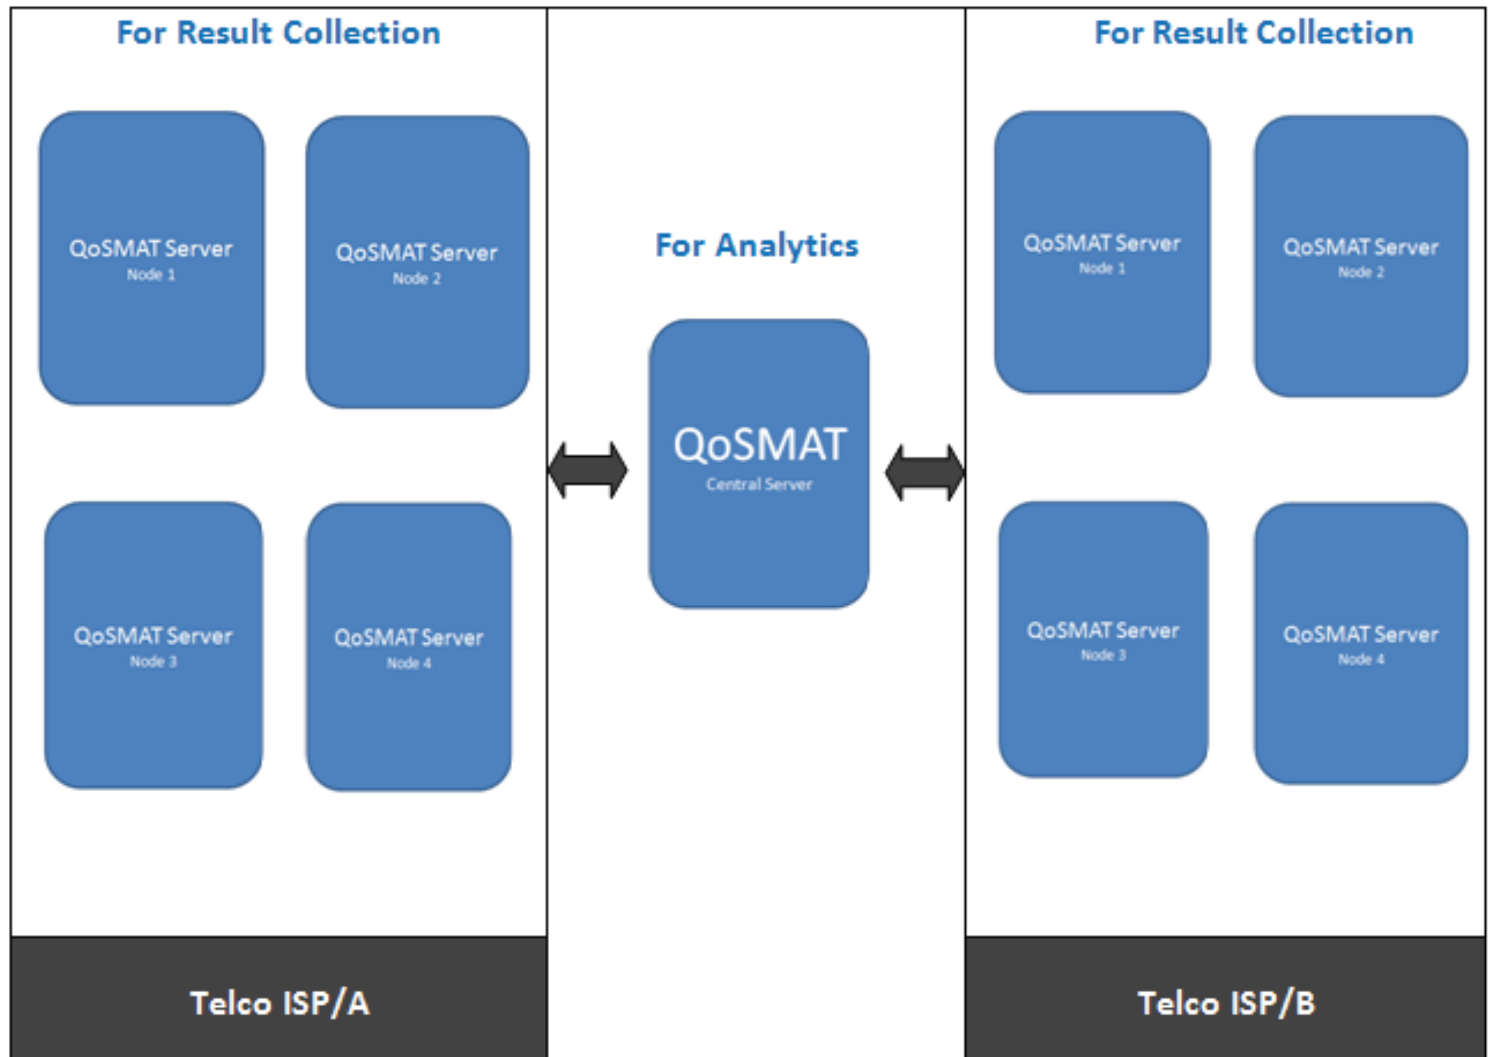 For Result Collection
QoSMAT Server
Node 1
QoSMAT Server
Node 2
QoSMAT Server
Node 3
QoSMAT Server
Node 4
Telco ISP/A
For Analytics
QoSMAT
Central Server
For Result Collection
QoSMAT Server
Node 1
QoSMAT Server
Node 2
QoSMAT Server
Node 3
QoSMAT Server
Node 4
Telco ISP/B